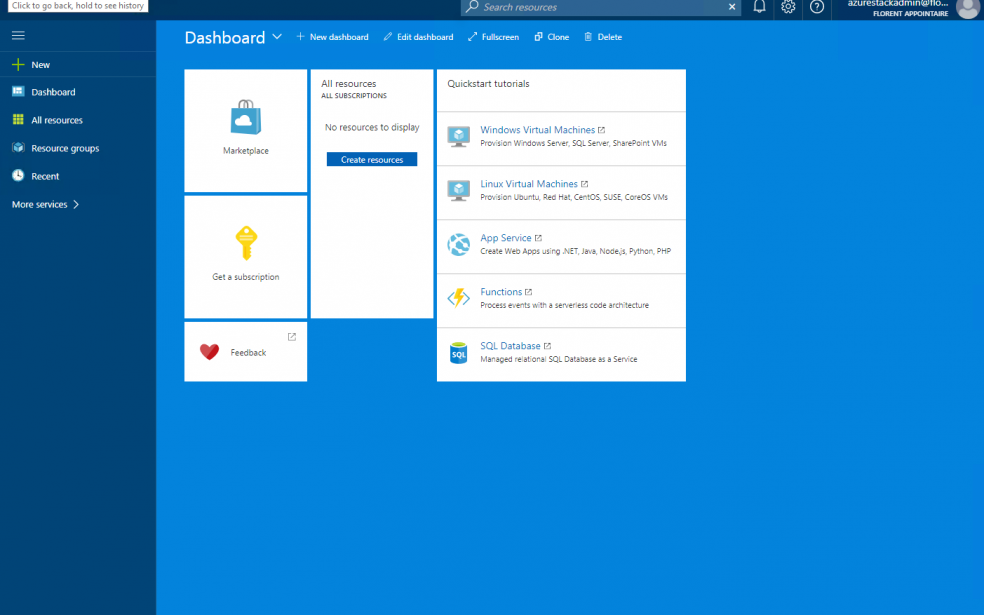 Click to go back, hold to see history
Search resources
azurestackadmin@flo...
FLORENT APPOINTAIRE
Dashboard
New dashboard
Edit dashboard
Fullscreen
Clone
Delete
New
Dashboard
All resources
Resource groups
Recent
More services
Marketplace
Get a subscription
Feedback
All resources
ALL SUBSCRIPTIONS
No resources to display
Create resources
Quickstart tutorials
Windows Virtual Machines
Provision Windows Server, SQL Server, SharePoint VMs
Linux Virtual Machines
Provision Ubuntu, Red Hat, CentOS, SUSE, CoreOS VMs
App Service
Create Web Apps using .NET, Java, Node.js, Python, PHP
Functions
Process events with a serverless code architecture
SQL
SQL Database
Managed relational SQL Database as a Service